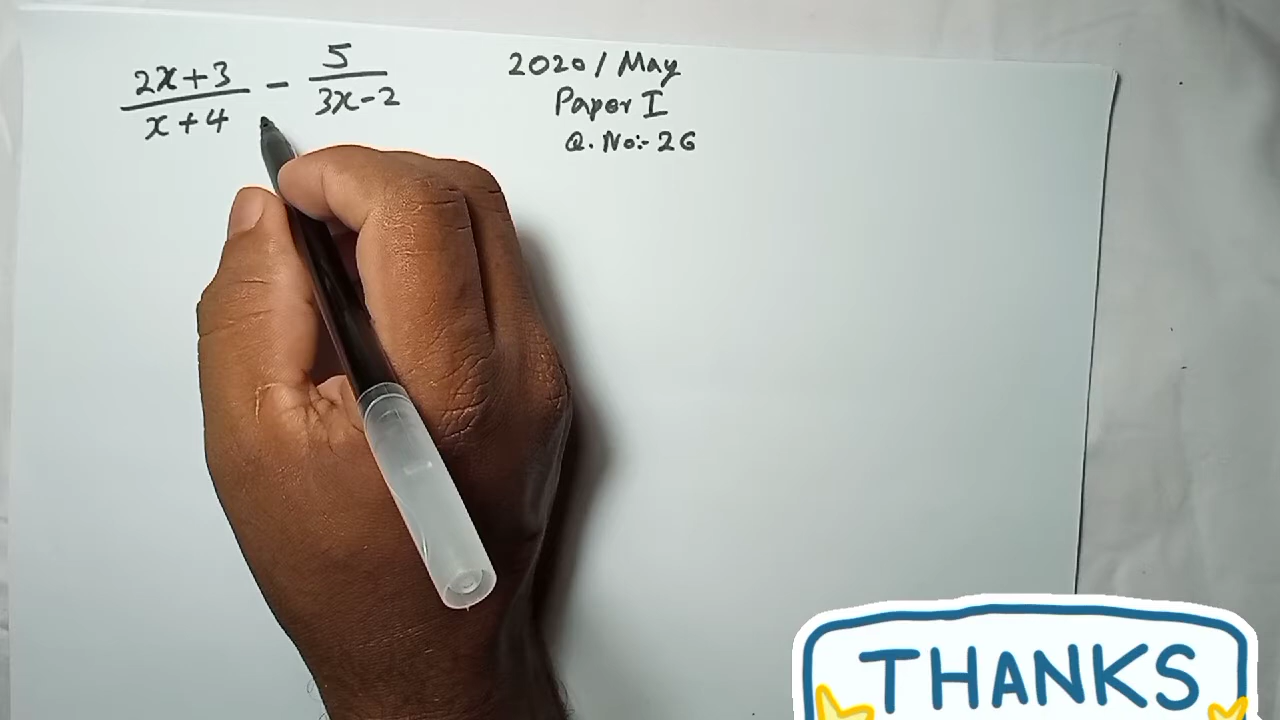 2x+3 / x+4 - 5 / 3x-2
2020 / May
Paper I
Q. No:- 26
THANKS